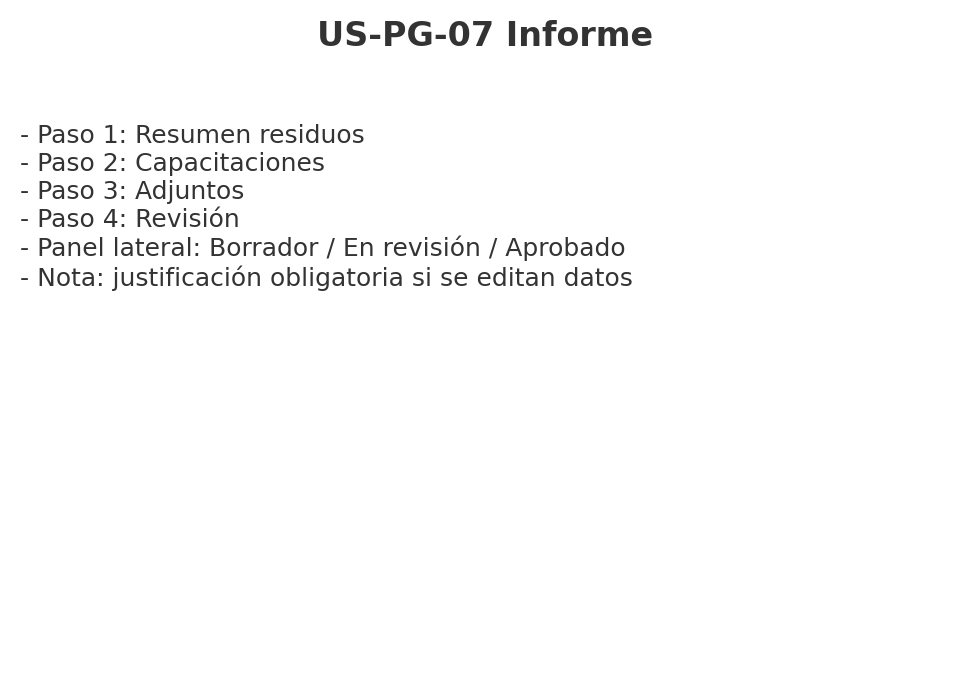 US-PG-07 Informe
- Paso 1: Resumen residuos
- Paso 2: Capacitaciones
- Paso 3: Adjuntos
- Paso 4: Revisión
- Panel lateral: Borrador / En revisión / Aprobado
- Nota: justificación obligatoria si se editan datos